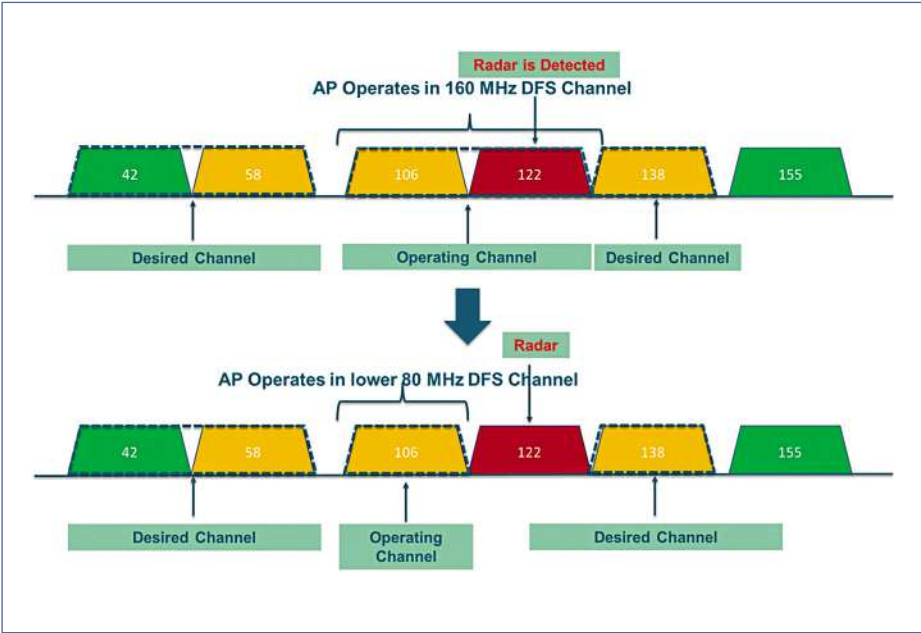 Radar is Detected
AP Operates in 160 MHz DFS Channel
42 58 106 122 138 155
Desired Channel Operating Channel Desired Channel
Radar
AP Operates in lower 80 MHz DFS Channel
42 58 106 122 138 155
Desired Channel Operating Desired Channel
Channel